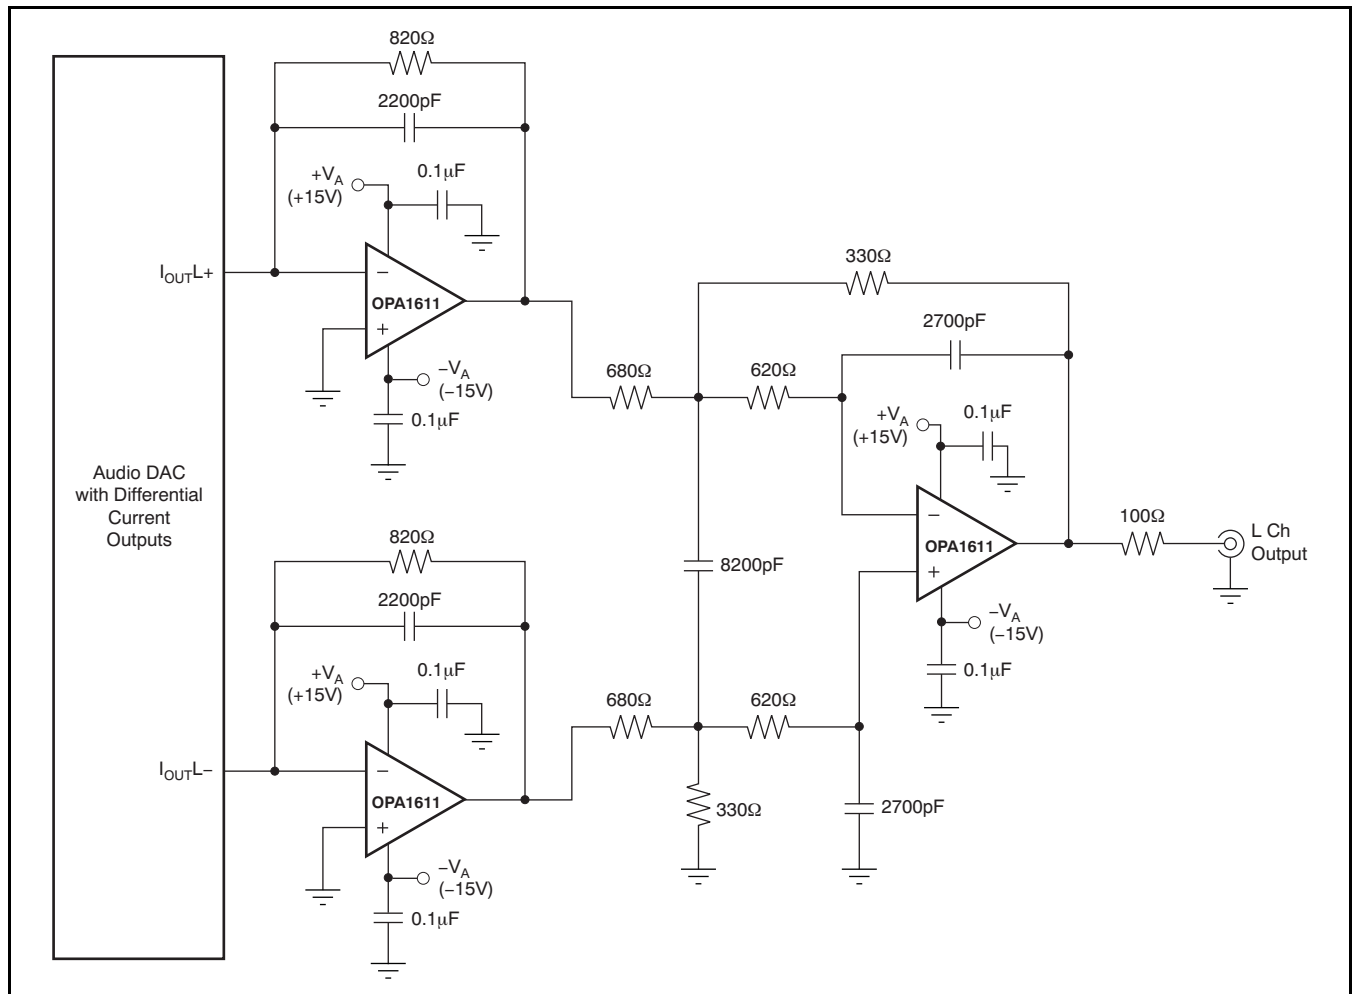 820Ω
2200pF
+VA
(+15V)
0.1µF
IOUTL+
−
OPA1611
+
−VA
(−15V)
0.1µF
330Ω
2700pF
680Ω
620Ω
+VA
(+15V)
0.1µF
Audio DAC
with Differential
Current
Outputs
−
OPA1611
+
100Ω
L Ch
Output
820Ω
8200pF
2200pF
−VA
(−15V)
0.1µF
+VA
(+15V)
0.1µF
680Ω
620Ω
IOUTL−
−
OPA1611
+
330Ω
2700pF
−VA
(−15V)
0.1µF